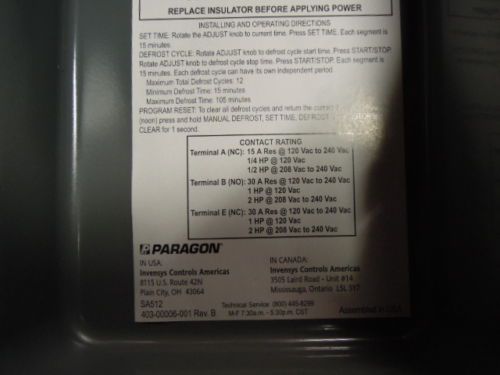 REPLACE INSULATOR BEFORE APPLYING POWER
INSTALLING AND OPERATING DIRECTIONS
SET TIME: Rotate the ADJUST knob to current time. Press SET TIME. Each segment is
15 minutes.
DEFROST CYCLE: Rotate ADJUST knob to defrost cycle start time. Press START/STOP.
Rotate ADJUST knob to defrost cycle stop time. Press START/STOP. Each segment is
15 minutes. Each defrost cycle can have its own independent period.
Maximum Total Defrost Cycles: 12
Minimum Defrost Time: 15 minutes
Maximum Defrost Time: 105 minutes
PROGRAM RESET: To clear all defrost cycles and return the current
(noon) press and hold MANUAL DEFROST, SET TIME, DEFROST
CLEAR for 1 second.
CONTACT RATING
Terminal A (NC): 15 A Res @ 120 Vac to 240 Vac
1/4 HP @ 120 Vac
1/2 HP @ 208 Vac to 240 Vac
Terminal B (NO): 30 A Res @ 120 Vac to 240 Vac
1 HP @ 120 Vac
2 HP @ 208 Vac to 240 Vac
Terminal E (NC): 30 A Res @ 120 Vac to 240 Vac
1 HP @ 120 Vac
2 HP @ 208 Vac to 240 Vac
PARAGON
IN USA:
Invensys Controls Americas
8115 U.S. Route 42N
Plain City, OH 43064
IN CANADA:
Invensys Controls Americas
3505 Laird Road - Unit #14
Mississauga, Ontario L5L 5Y7
SA512
403-00006-001 Rev. B
Technical Service: (800) 445-8299
M-F 7:30a.m. - 5:30p.m. CST
Assembled in USA